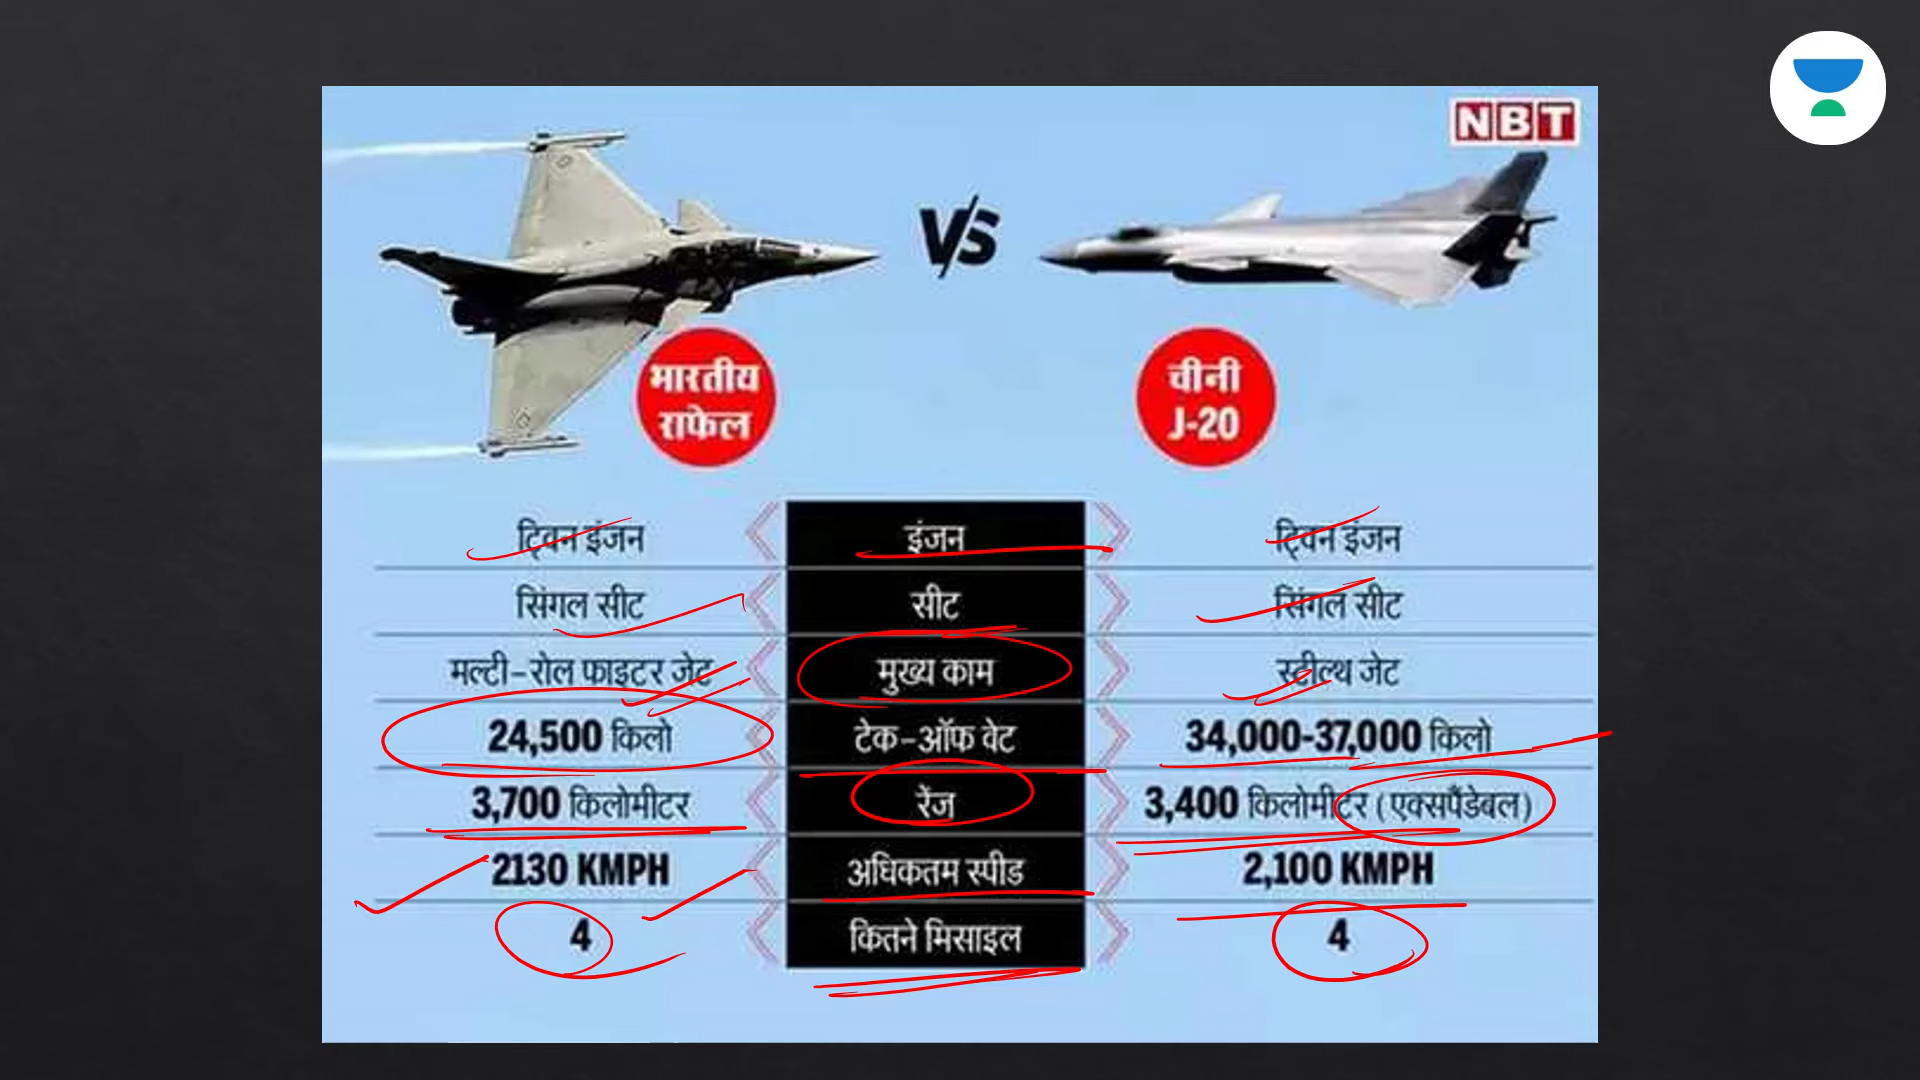 NBT
VS
भारतीय
राफेल
चीनी
J-20
ट्विन इंजन इंजन ट्विन इंजन
सिंगल सीट सीट सिंगल सीट
मल्टी-रोल फाइटर जेट मुख्य काम स्टील्थ जेट
24,500 किलो टेक-ऑफ वेट 34,000-37,000 किलो
3,700 किलोमीटर रेंज 3,400 किलोमीटर (एक्सपैंडेबल)
2130 KMPH अधिकतम स्पीड 2,100 KMPH
4 कितने मिसाइल 4